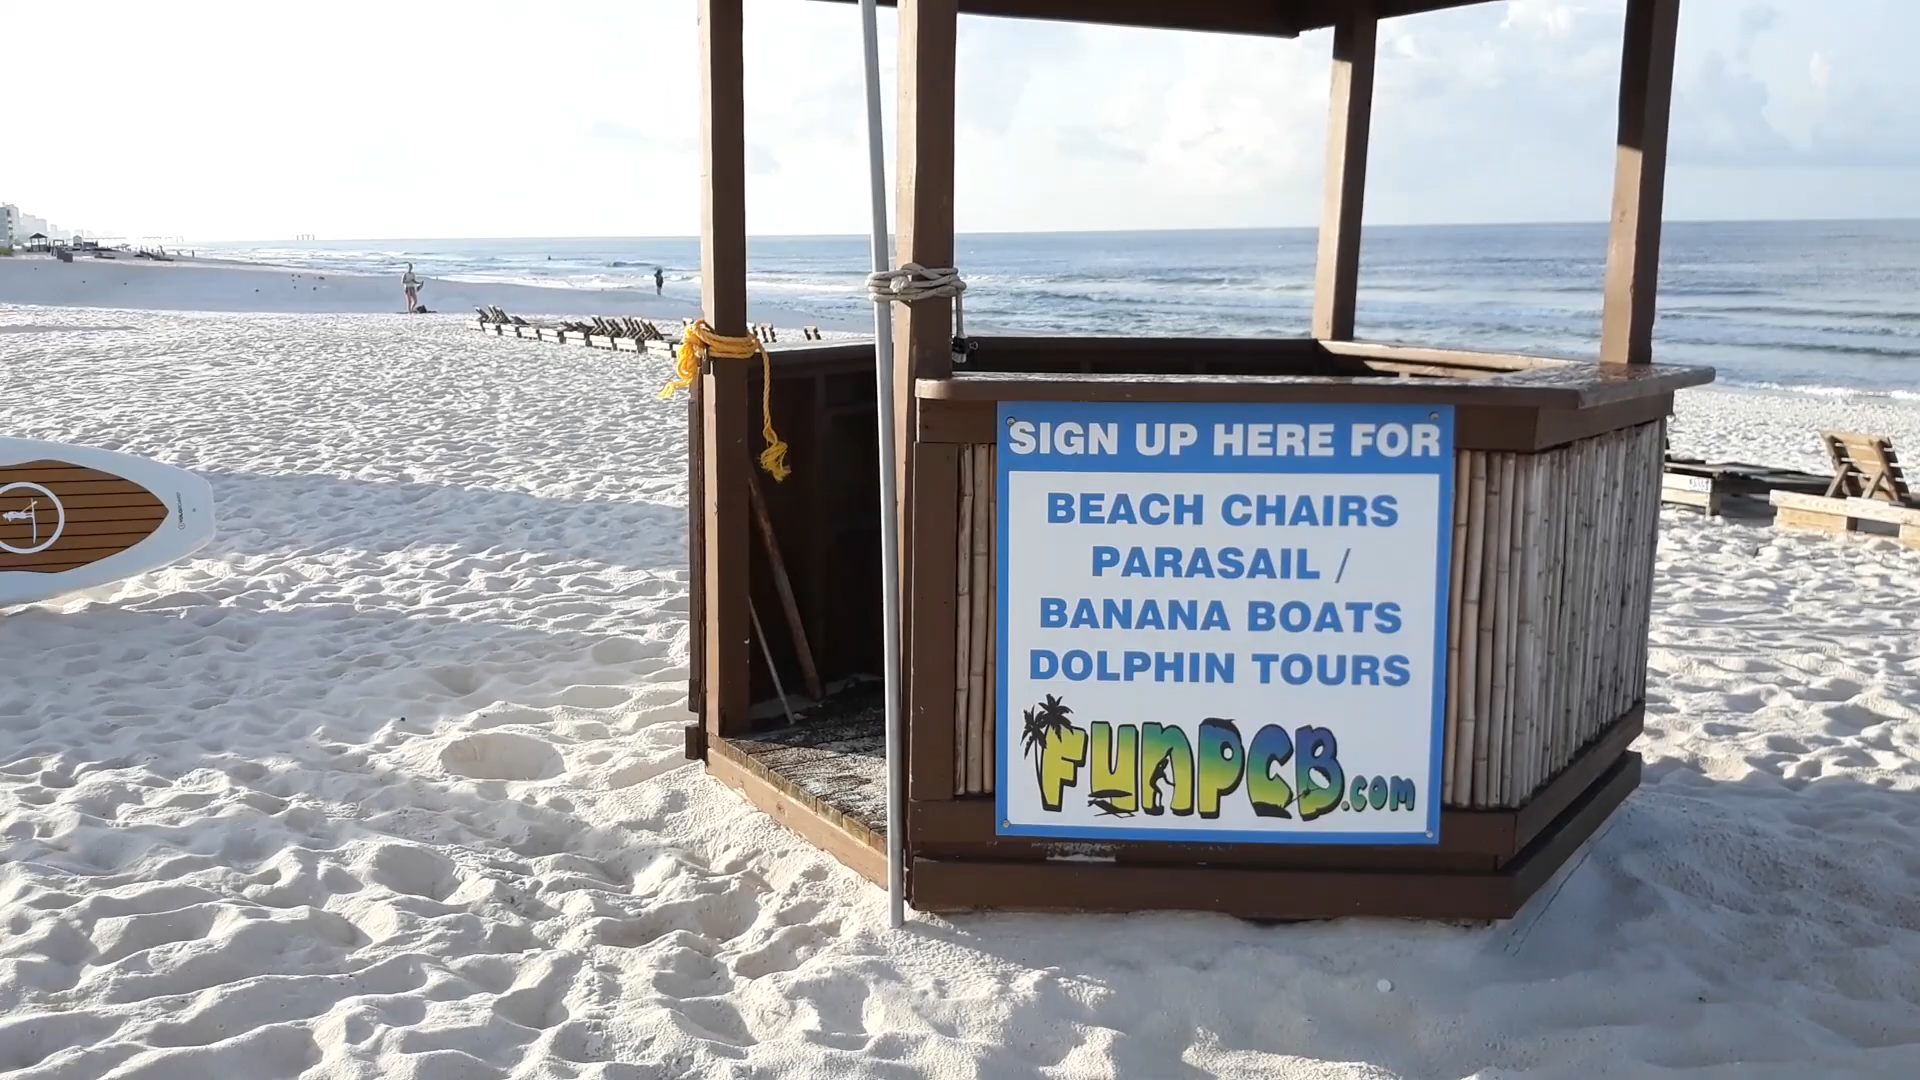 SIGN UP HERE FOR
BEACH CHAIRS
PARASAIL /
BANANA BOATS
DOLPHIN TOURS
FUNPCB.com